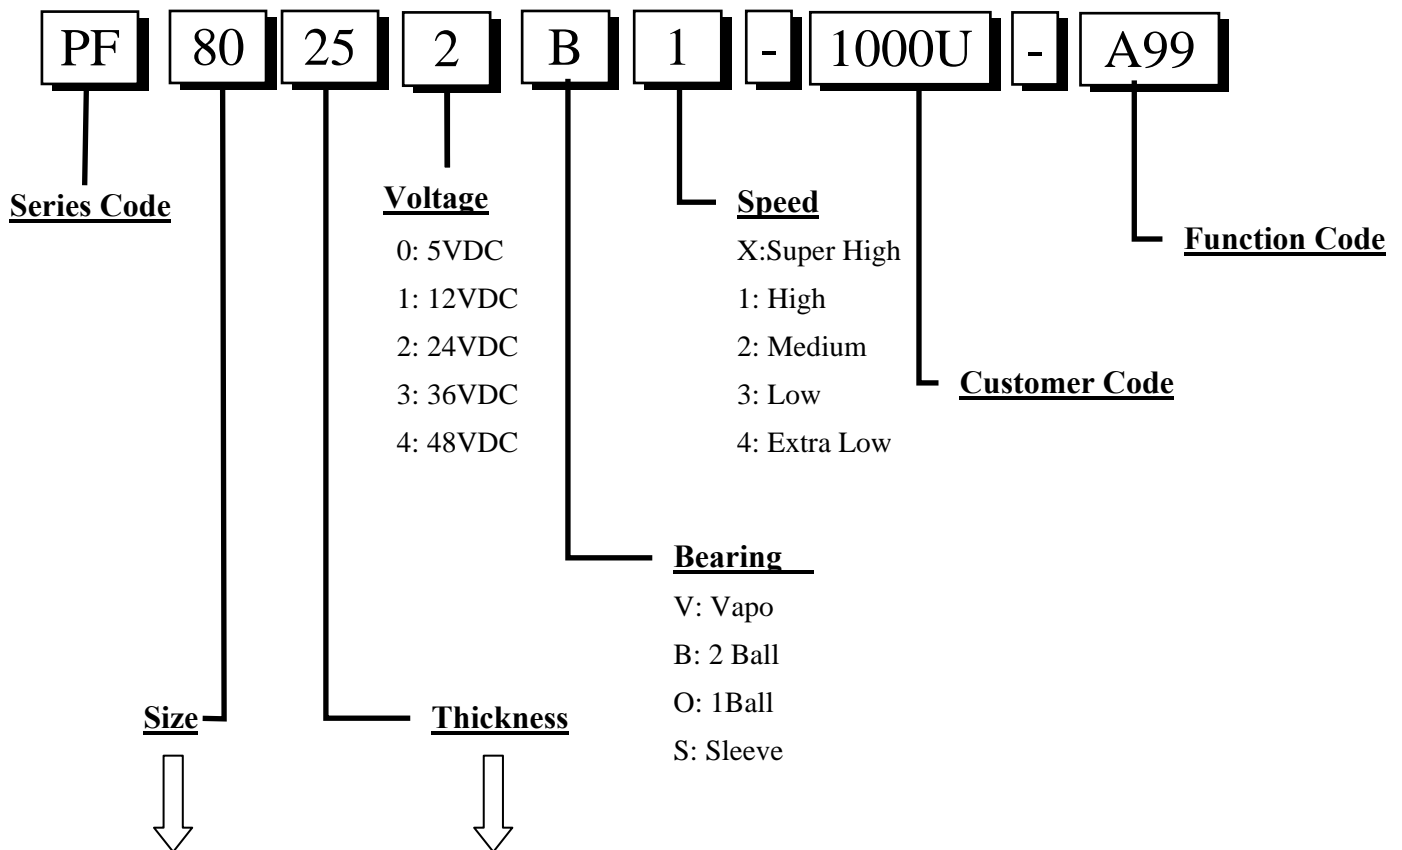 PF 80 25 2 B 1 - 1000U - A99
Series Code
Voltage
0: 5VDC
1: 12VDC
2: 24VDC
3: 36VDC
4: 48VDC
Speed
X:Super High
1: High
2: Medium
3: Low
4: Extra Low
Function Code
Customer Code
Bearing
V: Vapo
B: 2 Ball
O: 1Ball
S: Sleeve
Size
Thickness